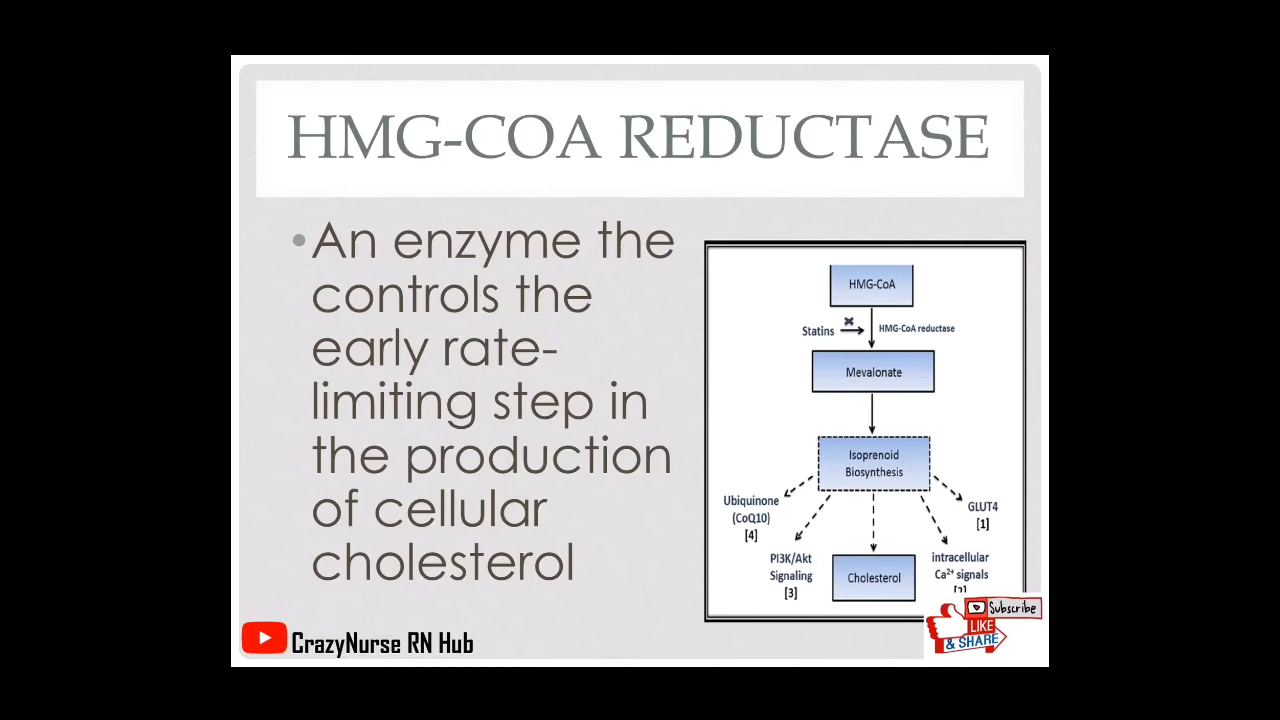 HMG-COA REDUCTASE
•An enzyme the
controls the
early rate-
limiting step in
the production
of cellular
cholesterol
HMG-CoA
Statins
HMG-CoA reductase
Mevalonate
Isoprenoid
Biosynthesis
Ubiquinone
(CoQ10)
[4]
PI3K/Akt
Signaling
[3]
Cholesterol
intracellular
Ca²⁺ signals
GLUT4
[1]
CrazyNurse RN Hub
Subscribe
LIKE
& SHARE